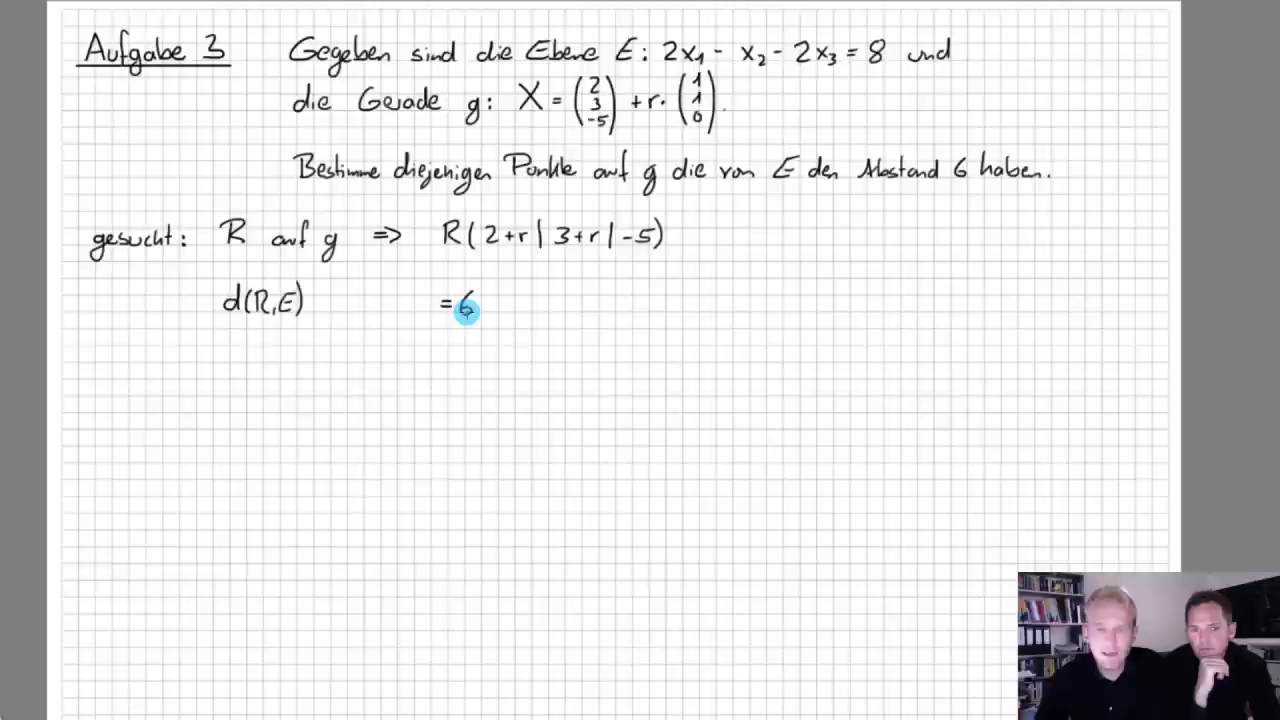 Aufgabe 3 Gegeben sind die Ebene E: 2x₁ - x₂ - 2x₃ = 8 und
die Gerade g: X = (2 3 -5) + r · (1 1 0).
Bestimme diejenigen Punkte auf g die von E den Abstand 6 haben.
gesucht: R auf g => R(2+r | 3+r | -5)
d(R,E) = 6